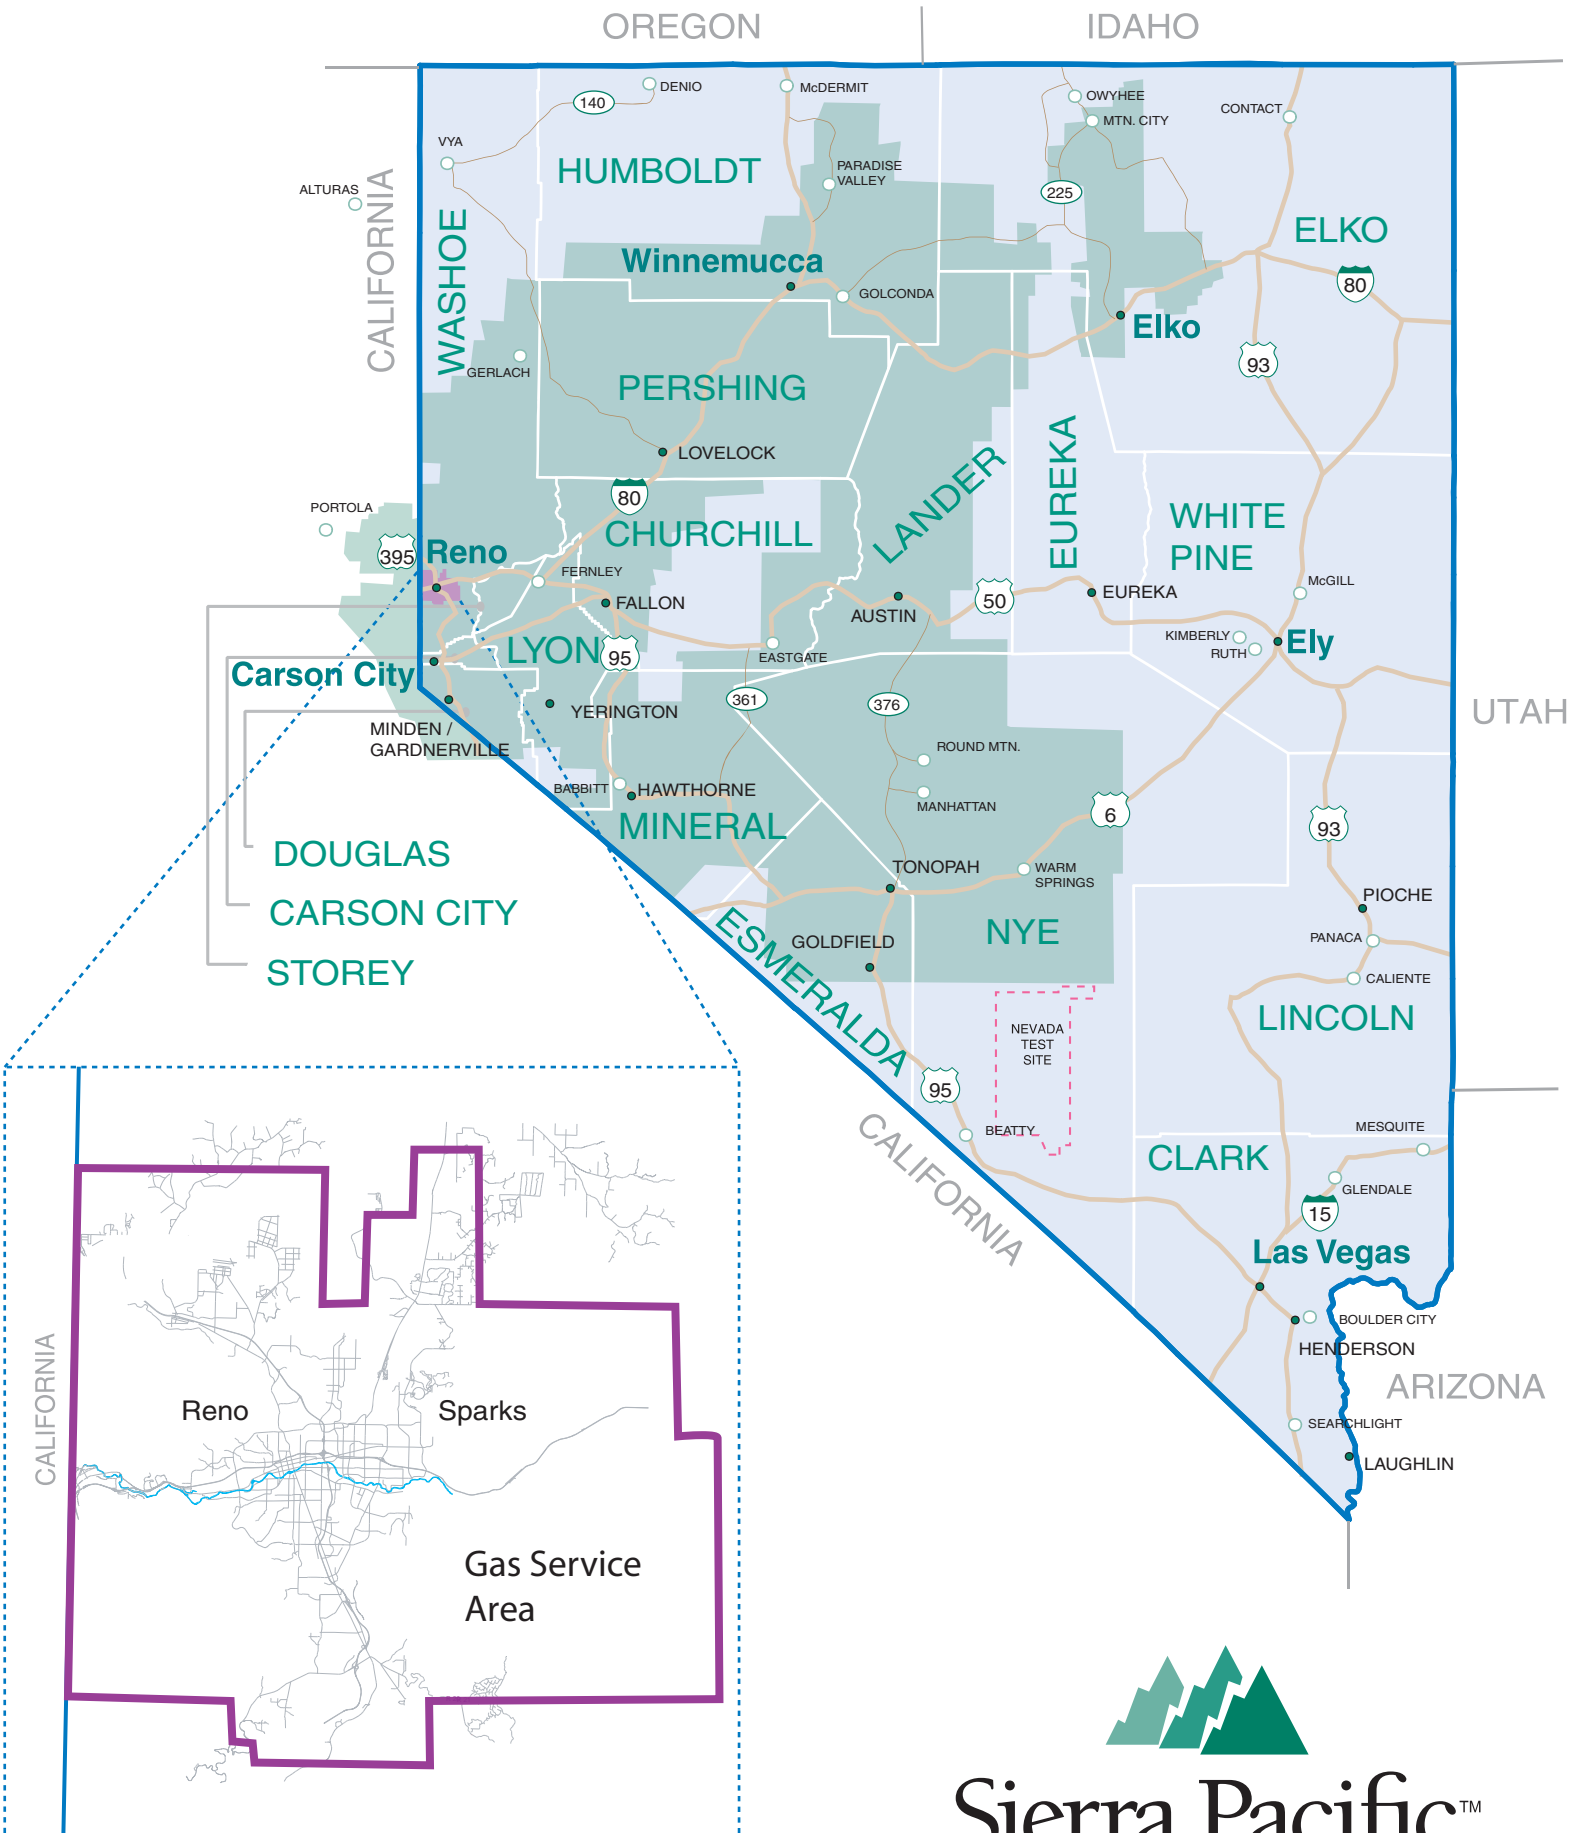 OREGON
IDAHO
DENIO
McDERMIT
140
OWYHEE
MTN. CITY
CONTACT
VYA
HUMBOLDT
PARADISE
VALLEY
ALTURAS
225
CALIFORNIA
WASHOE
ELKO
Winnemucca
80
GOLCONDA
Elko
GERLACH
93
PERSHING
LOVELOCK
LANDER
EUREKA
80
PORTOLA
CHURCHILL
WHITE
PINE
395
Reno
FERNLEY
FALLON
AUSTIN
50
EUREKA
McGILL
KIMBERLY
RUTH
Ely
LYON
95
EASTGATE
Carson City
361
376
YERINGTON
UTAH
MINDEN /
GARDNERVILLE
ROUND MTN.
BABBITT
HAWTHORNE
MANHATTAN
6
93
MINERAL
DOUGLAS
TONOPAH
WARM
SPRINGS
PIOCHE
CARSON CITY
ESMERALDA
GOLDFIELD
NYE
PANACA
STOREY
CALIENTE
LINCOLN
NEVADA
TEST
SITE
95
BEATTY
CALIFORNIA
MESQUITE
CLARK
GLENDALE
15
Las Vegas
BOULDER CITY
HENDERSON
ARIZONA
SEARCHLIGHT
LAUGHLIN
CALIFORNIA
Reno
Sparks
Gas Service
Area
Sierra Pacific™